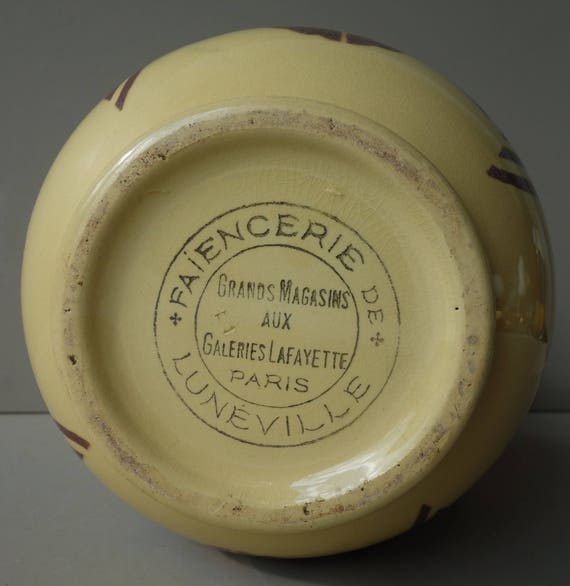 FAÏENCERIE DE
LUNÉVILLE
GRANDS MAGASINS
AUX
GALERIES LAFAYETTE
PARIS